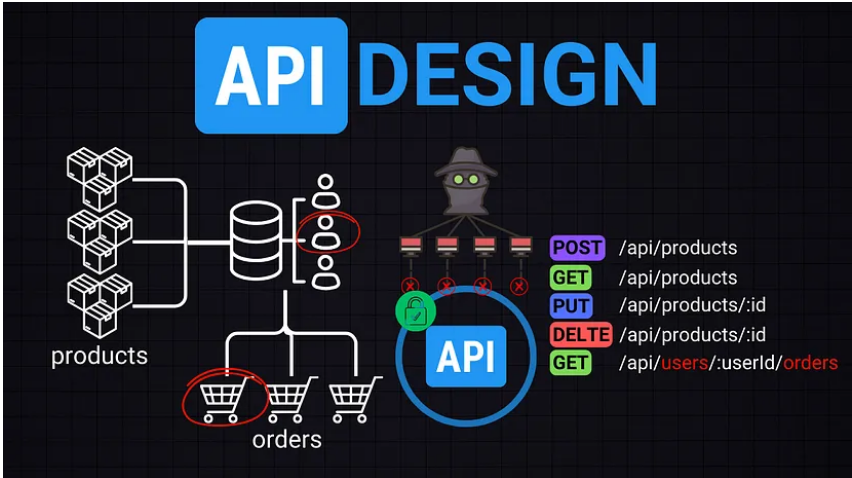 API DESIGN
products
orders
POST /api/products
GET /api/products
PUT /api/products/:id
DELTE /api/products/:id
GET /api/users/:userId/orders
API